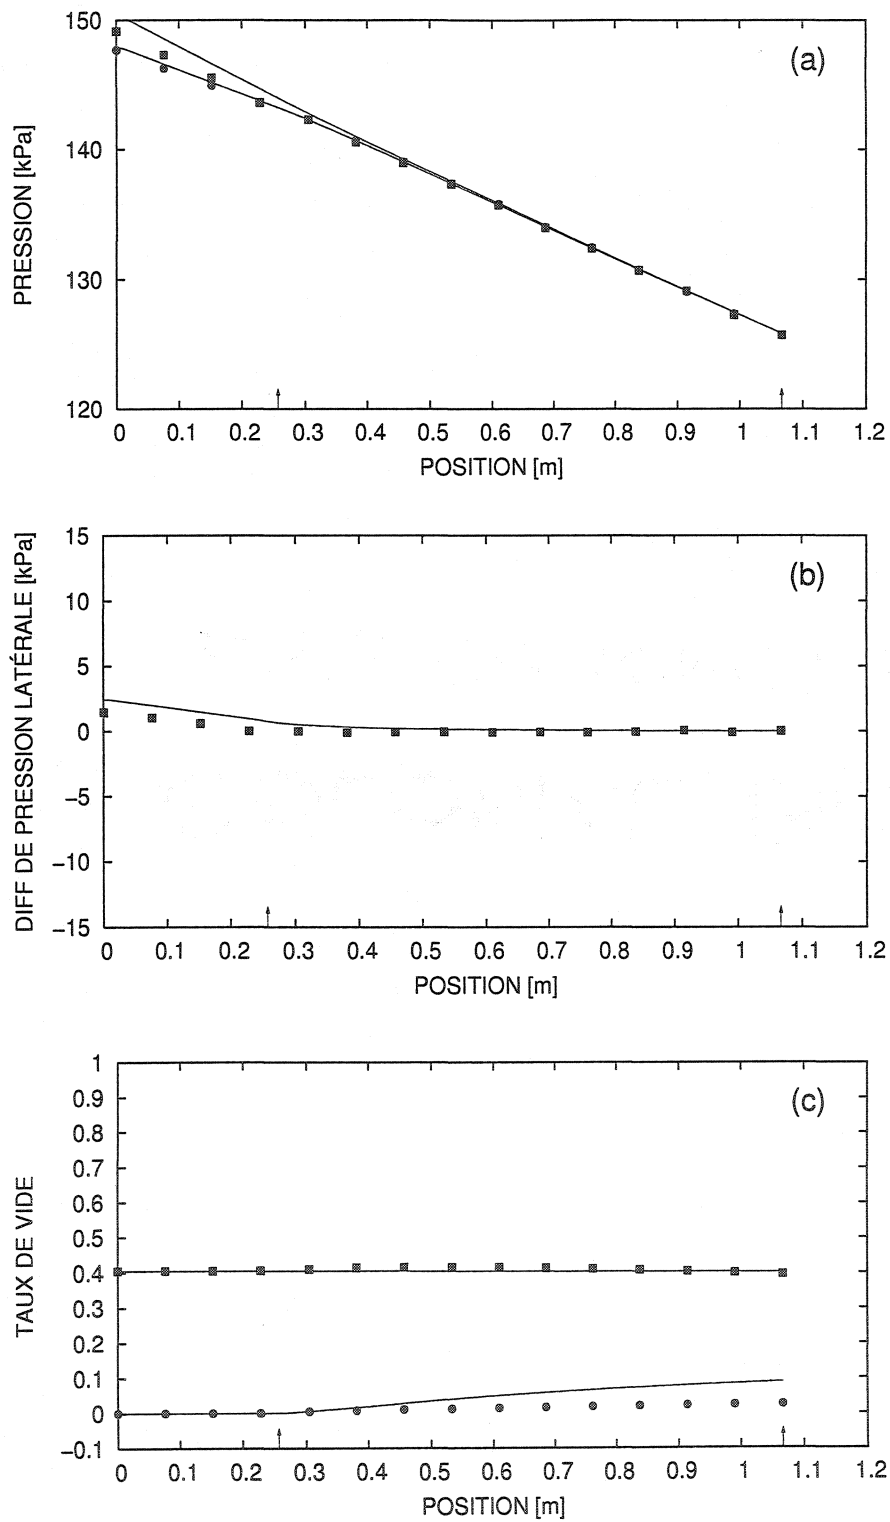 150
(a)
140
PRESSION [kPa]
130
120
0 0.1 0.2 0.3 0.4 0.5 0.6 0.7 0.8 0.9 1 1.1 1.2
POSITION [m]
15
(b)
10
5
0
DIFF DE PRESSION LATÉRALE [kPa]
−5
−10
−15
0 0.1 0.2 0.3 0.4 0.5 0.6 0.7 0.8 0.9 1 1.1 1.2
POSITION [m]
1
(c)
0.9
0.8
0.7
0.6
0.5
TAUX DE VIDE
0.4
0.3
0.2
0.1
0
−0.1
0 0.1 0.2 0.3 0.4 0.5 0.6 0.7 0.8 0.9 1 1.1 1.2
POSITION [m]